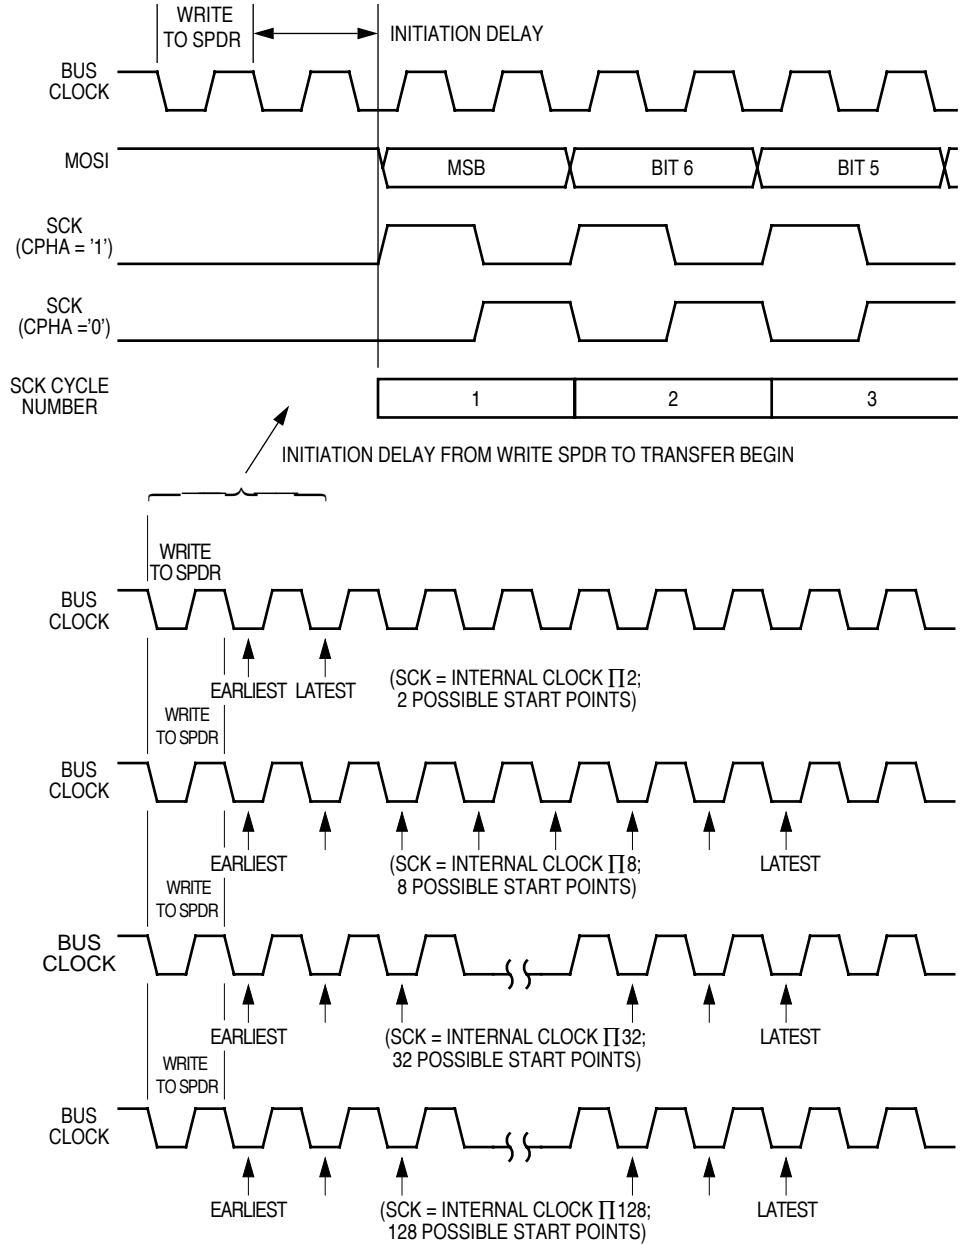 WRITE
TO SPDR
INITIATION DELAY
BUS
CLOCK
MOSI
MSB
BIT 6
BIT 5
SCK
(CPHA = '1')
SCK
(CPHA ='0')
SCK CYCLE
NUMBER
1
2
3
INITIATION DELAY FROM WRITE SPDR TO TRANSFER BEGIN
WRITE
TO SPDR
BUS
CLOCK
EARLIEST
LATEST
(SCK = INTERNAL CLOCK ∏2;
2 POSSIBLE START POINTS)
WRITE
TO SPDR
BUS
CLOCK
EARLIEST
(SCK = INTERNAL CLOCK ∏8;
8 POSSIBLE START POINTS)
LATEST
WRITE
TO SPDR
BUS
CLOCK
EARLIEST
(SCK = INTERNAL CLOCK ∏32;
32 POSSIBLE START POINTS)
LATEST
WRITE
TO SPDR
BUS
CLOCK
EARLIEST
(SCK = INTERNAL CLOCK ∏128;
128 POSSIBLE START POINTS)
LATEST